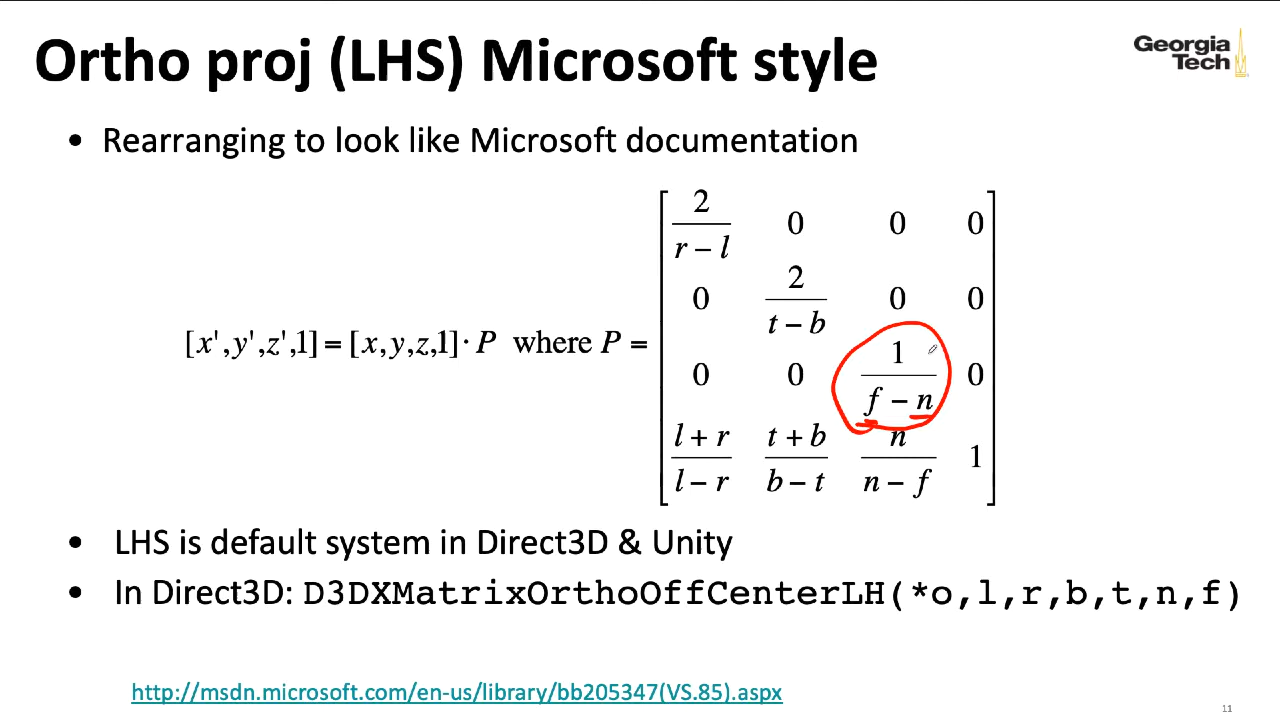 Ortho proj (LHS) Microsoft style
Georgia
Tech
• Rearranging to look like Microsoft documentation
[x',y',z',1] = [x,y,z,1]· P where P =
2/(r − l) 0 0 0
0 2/(t − b) 0 0
0 0 1/(f − n) 0
(l + r)/(l − r) (t + b)/(b − t) n/(n − f) 1
• LHS is default system in Direct3D & Unity
• In Direct3D: D3DXMatrixOrthoOffCenterLH(*o,l,r,b,t,n,f)
http://msdn.microsoft.com/en-us/library/bb205347(VS.85).aspx
11